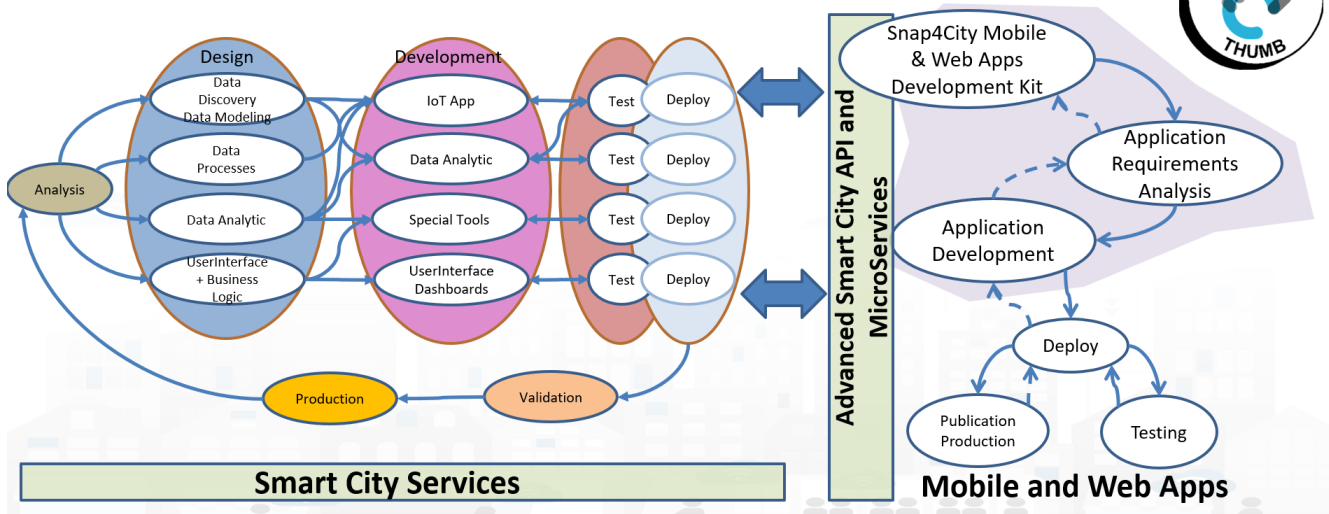 Design
Data
Discovery
Data Modeling
Data
Processes
Data Analytic
UserInterface
+ Business
Logic
Analysis
Development
IoT App
Data Analytic
Special Tools
UserInterface
Dashboards
Test
Deploy
Test
Deploy
Test
Deploy
Test
Deploy
Production
Validation
Smart City Services
Advanced Smart City API and
MicroServices
Snap4City Mobile
& Web Apps
Development Kit
Application
Requirements
Analysis
Application
Development
Deploy
Publication
Production
Testing
Mobile and Web Apps
THUMB